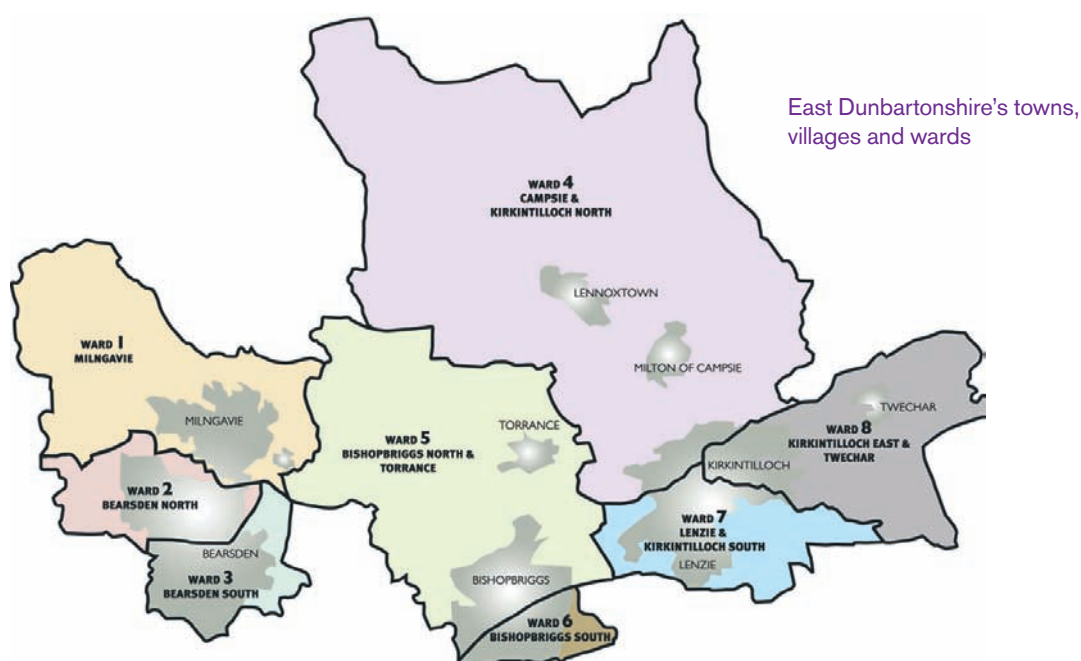 East Dunbartonshire’s towns,
villages and wards
WARD 4
CAMPSIE &
KIRKINTILLOCH NORTH
LENNOXTOWN
MILTON OF CAMPSIE
WARD 1
MILNGAVIE
MILNGAVIE
WARD 5
BISHOPBRIGGS NORTH &
TORRANCE
TORRANCE
TWECHAR
WARD 8
KIRKINTILLOCH EAST &
TWECHAR
KIRKINTILLOCH
WARD 2
BEARSDEN NORTH
BEARSDEN
WARD 3
BEARSDEN SOUTH
WARD 7
LENZIE &
KIRKINTILLOCH SOUTH
LENZIE
BISHOPBRIGGS
WARD 6
BISHOPBRIGGS SOUTH